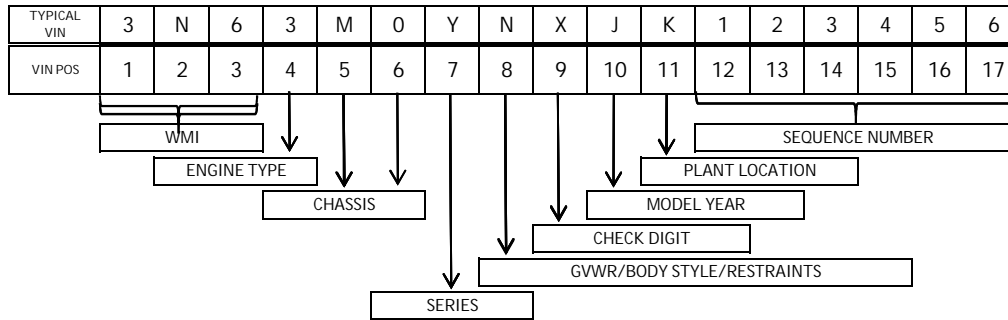 TYPICAL VIN 3 N 6 3 M 0 Y N X J K 1 2 3 4 5 6
VIN POS 1 2 3 4 5 6 7 8 9 10 11 12 13 14 15 16 17
WMI SEQUENCE NUMBER
ENGINE TYPE PLANT LOCATION
CHASSIS MODEL YEAR
CHECK DIGIT
GVWR/BODY STYLE/RESTRAINTS
SERIES